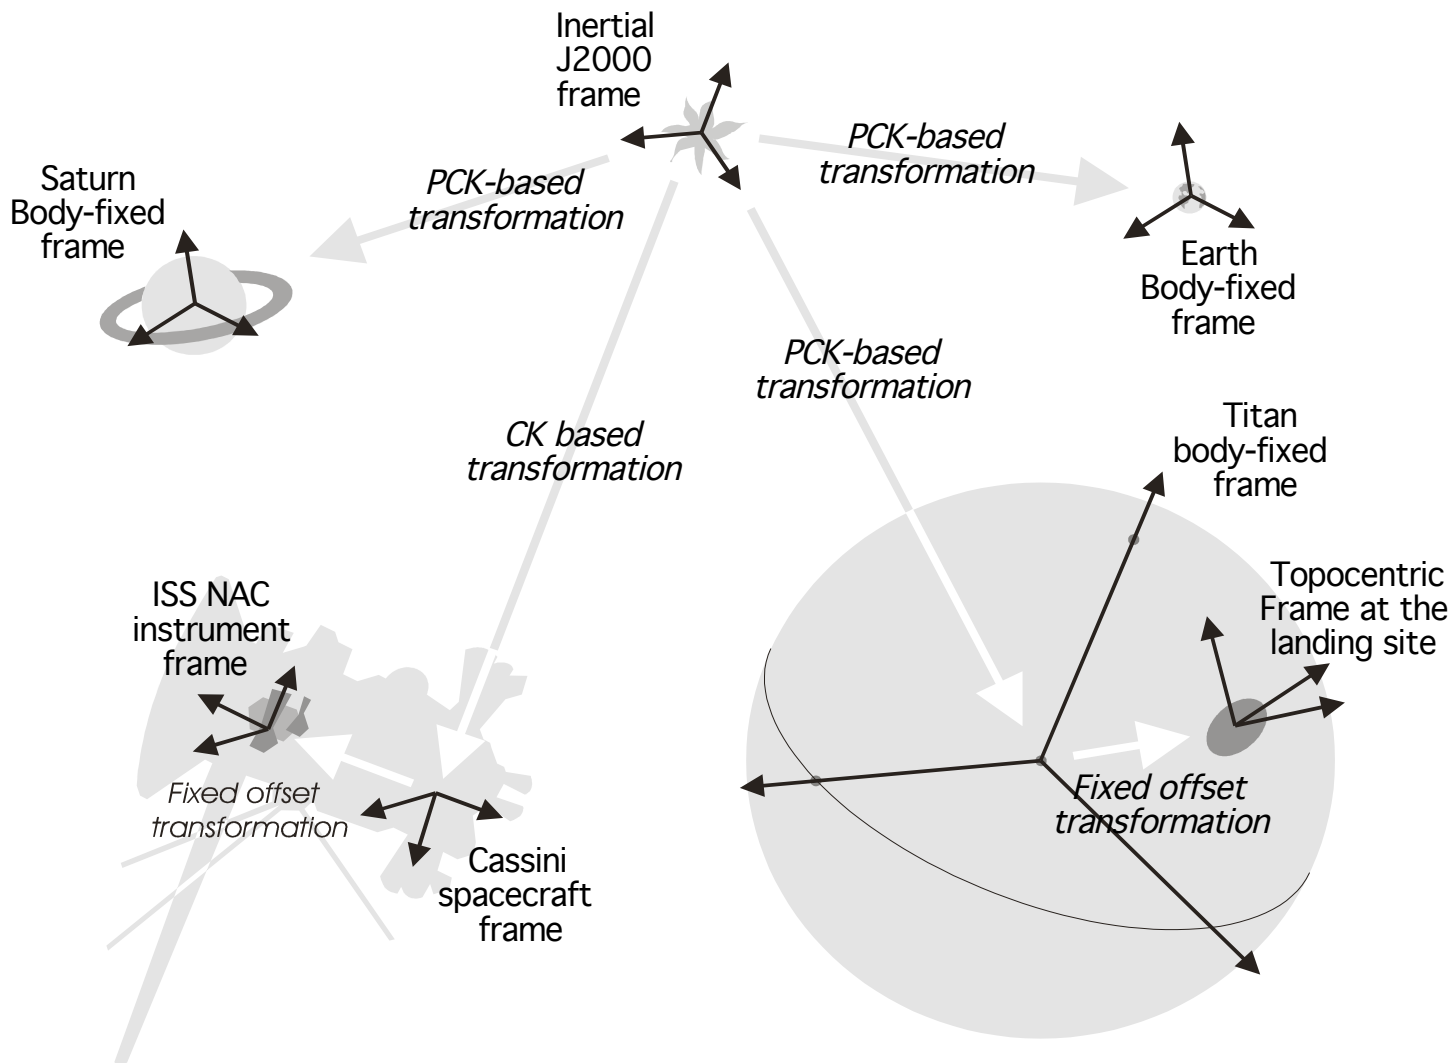 Inertial
J2000
frame
PCK-based
transformation
PCK-based
transformation
Saturn
Body-fixed
frame
Earth
Body-fixed
frame
PCK-based
transformation
CK based
transformation
Titan
body-fixed
frame
Topocentric
Frame at the
landing site
ISS NAC
instrument
frame
Fixed offset
transformation
Fixed offset
transformation
Cassini
spacecraft
frame